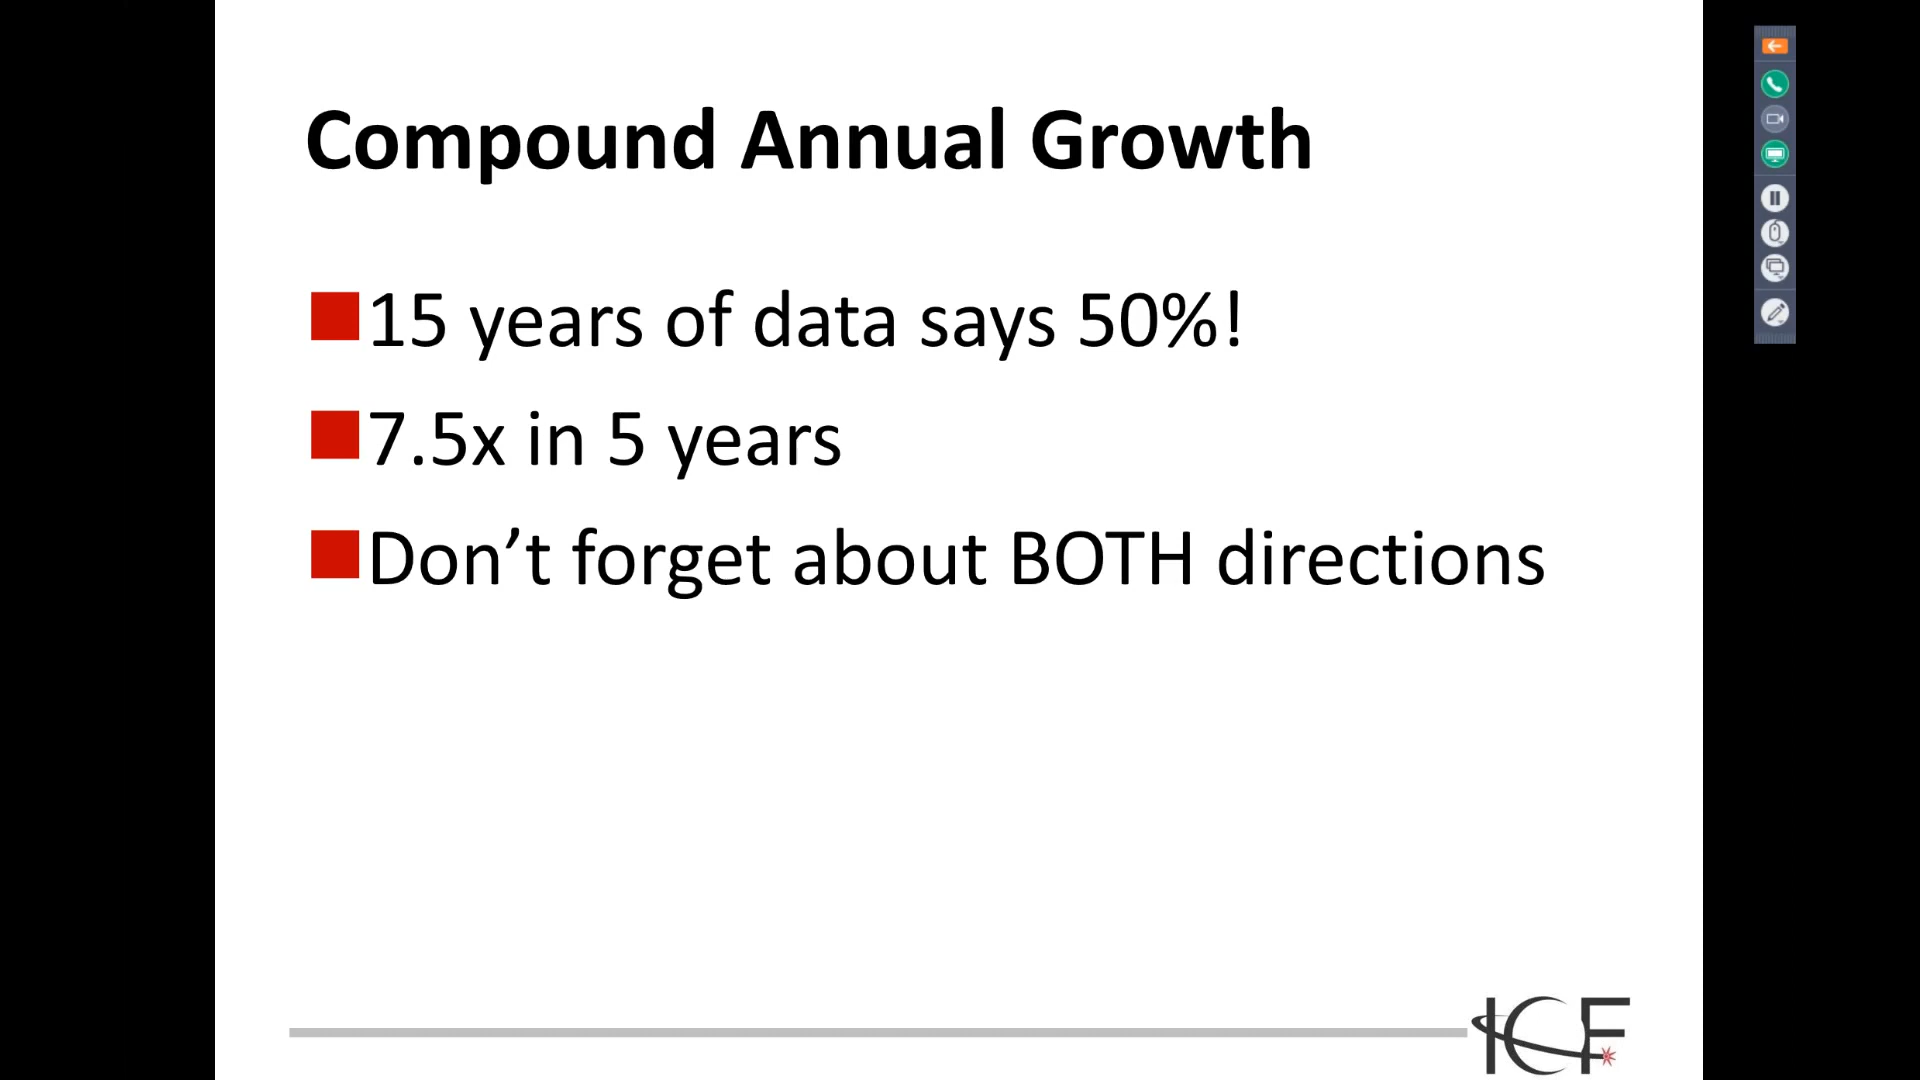 Compound Annual Growth
15 years of data says 50%!
7.5x in 5 years
Don’t forget about BOTH directions
ICF